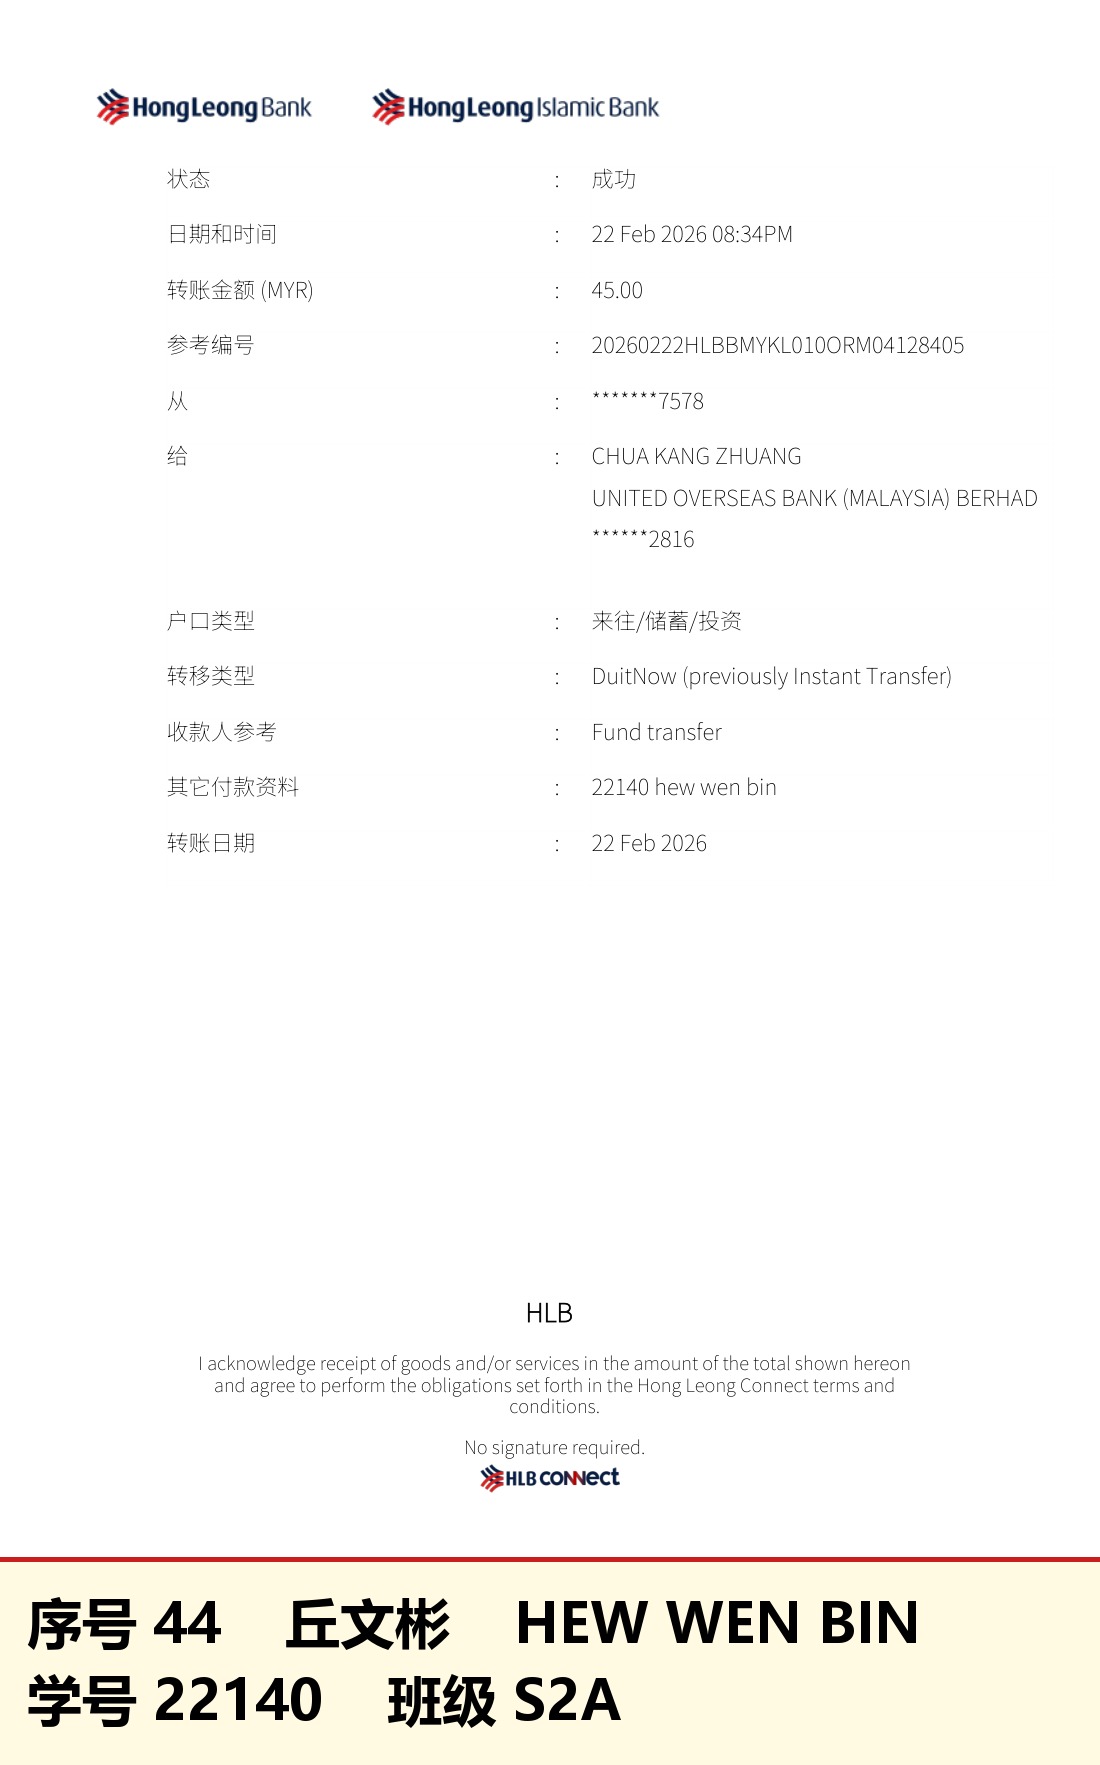 HongLeong Bank HongLeong Islamic Bank
状态 : 成功
日期和时间 : 22 Feb 2026 08:34PM
转账金额 (MYR) : 45.00
参考编号 : 20260222HLBBMYKL010ORM04128405
从 : *******7578
给 : CHUA KANG ZHUANG
UNITED OVERSEAS BANK (MALAYSIA) BERHAD
******2816
户口类型 : 来往/储蓄/投资
转移类型 : DuitNow (previously Instant Transfer)
收款人参考 : Fund transfer
其它付款资料 : 22140 hew wen bin
转账日期 : 22 Feb 2026
HLB
I acknowledge receipt of goods and/or services in the amount of the total shown hereon
and agree to perform the obligations set forth in the Hong Leong Connect terms and
conditions.
No signature required.
HLB CONNect
序号 44 丘文彬 HEW WEN BIN
学号 22140 班级 S2A